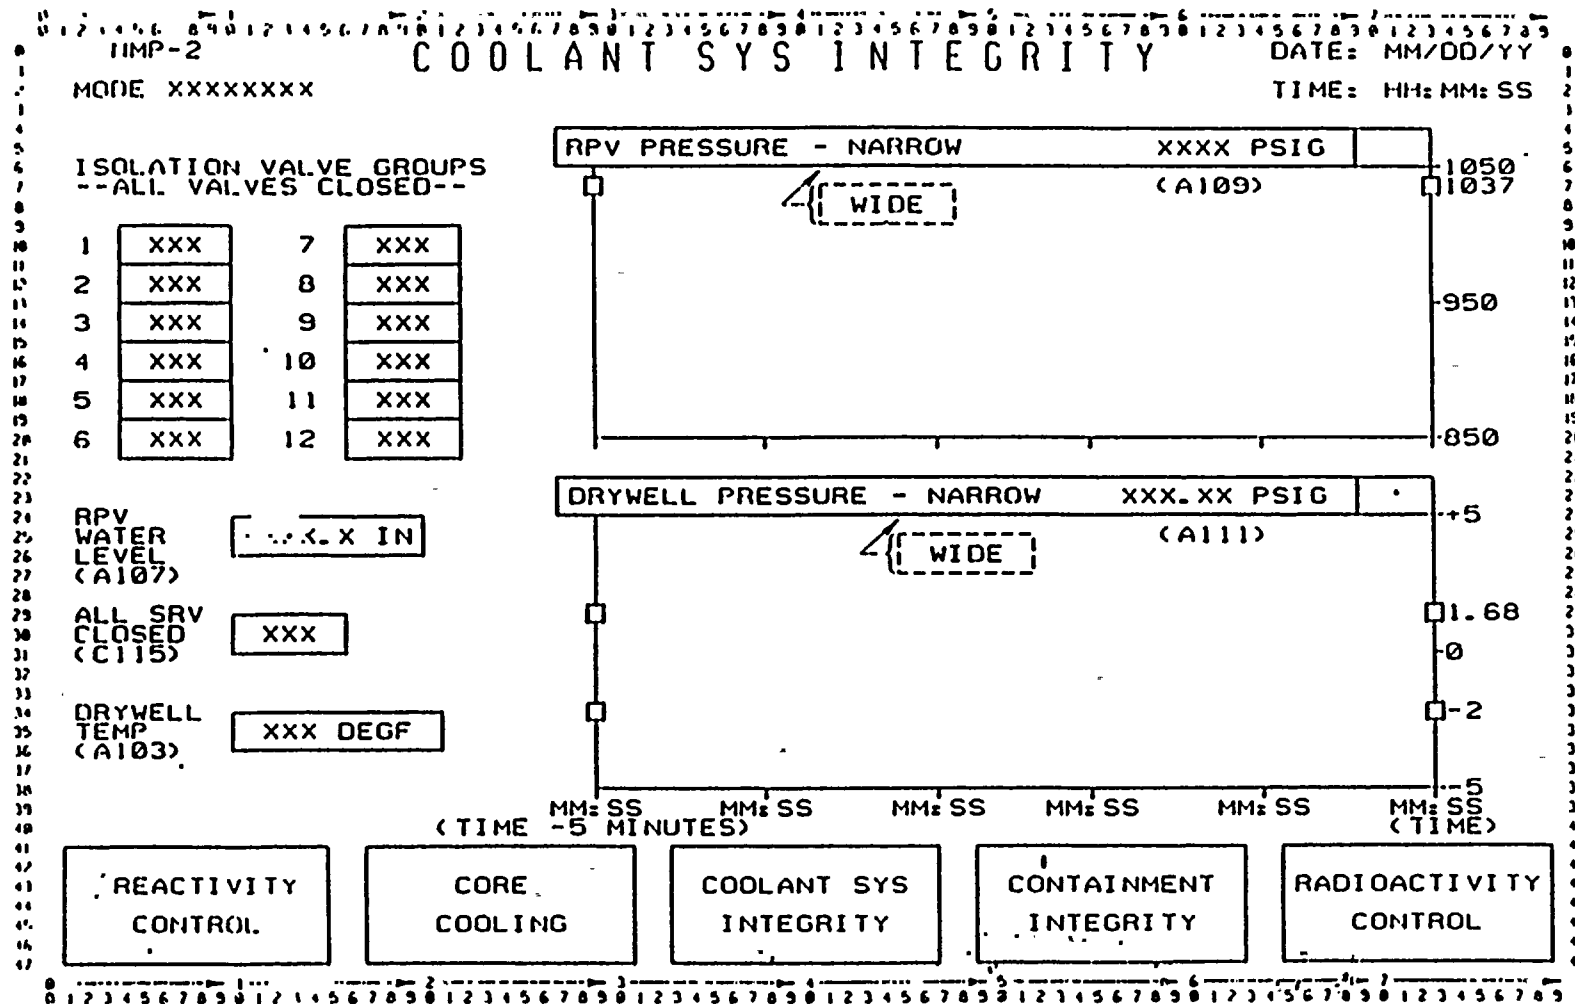 NMP-2 COOLANT SYS INTEGRITY DATE: MM/DD/YY
MODE XXXXXXXX TIME: HH:MM:SS
ISOLATION VALVE GROUPS
--ALL VALVES CLOSED--
1 XXX 7 XXX
2 XXX 8 XXX
3 XXX 9 XXX
4 XXX 10 XXX
5 XXX 11 XXX
6 XXX 12 XXX
RPV
WATER
LEVEL
(A107)
X.X IN
ALL SRV
CLOSED
(C115)
XXX
DRYWELL
TEMP
(A103)
XXX DEGF
RPV PRESSURE - NARROW XXXX PSIG
WIDE
(A109)
1050
1037
950
850
DRYWELL PRESSURE - NARROW XXX.XX PSIG
WIDE
(A111)
+5
1.68
0
-2
-5
MM:SS MM:SS MM:SS MM:SS MM:SS MM:SS
(TIME -5 MINUTES) (TIME)
REACTIVITY
CONTROL
CORE
COOLING
COOLANT SYS
INTEGRITY
CONTAINMENT
INTEGRITY
RADIOACTIVITY
CONTROL